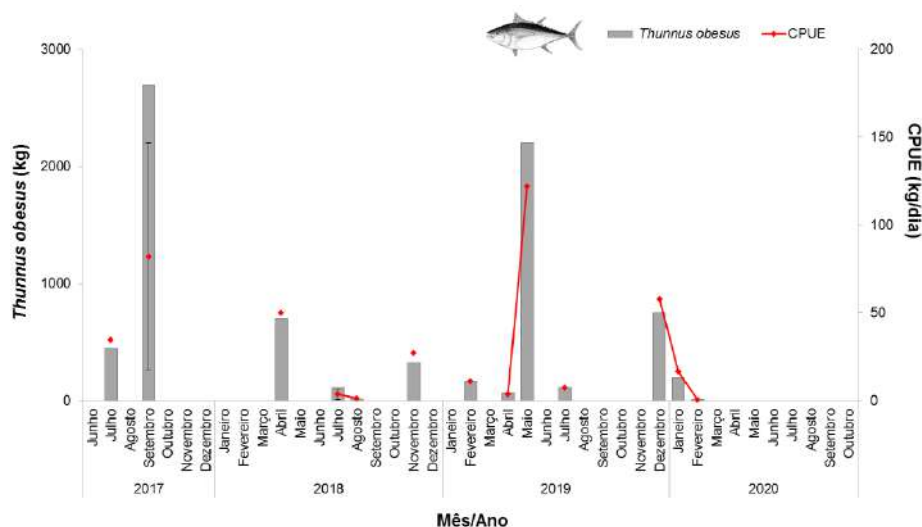 Thunnus obesus
CPUE
Thunnus obesus (kg)
3000
2000
1000
0
CPUE (kg/dia)
200
150
100
50
0
Junho
Julho
Agosto
Setembro
Outubro
Novembro
Dezembro
Janeiro
Fevereiro
Março
Abril
Maio
Junho
Julho
Agosto
Setembro
Outubro
Novembro
Dezembro
Janeiro
Fevereiro
Março
Abril
Maio
Junho
Julho
Agosto
Setembro
Outubro
Novembro
Dezembro
Janeiro
Fevereiro
Março
Abril
Maio
Junho
Julho
Agosto
Setembro
Outubro
2017
2018
2019
2020
Mês/Ano